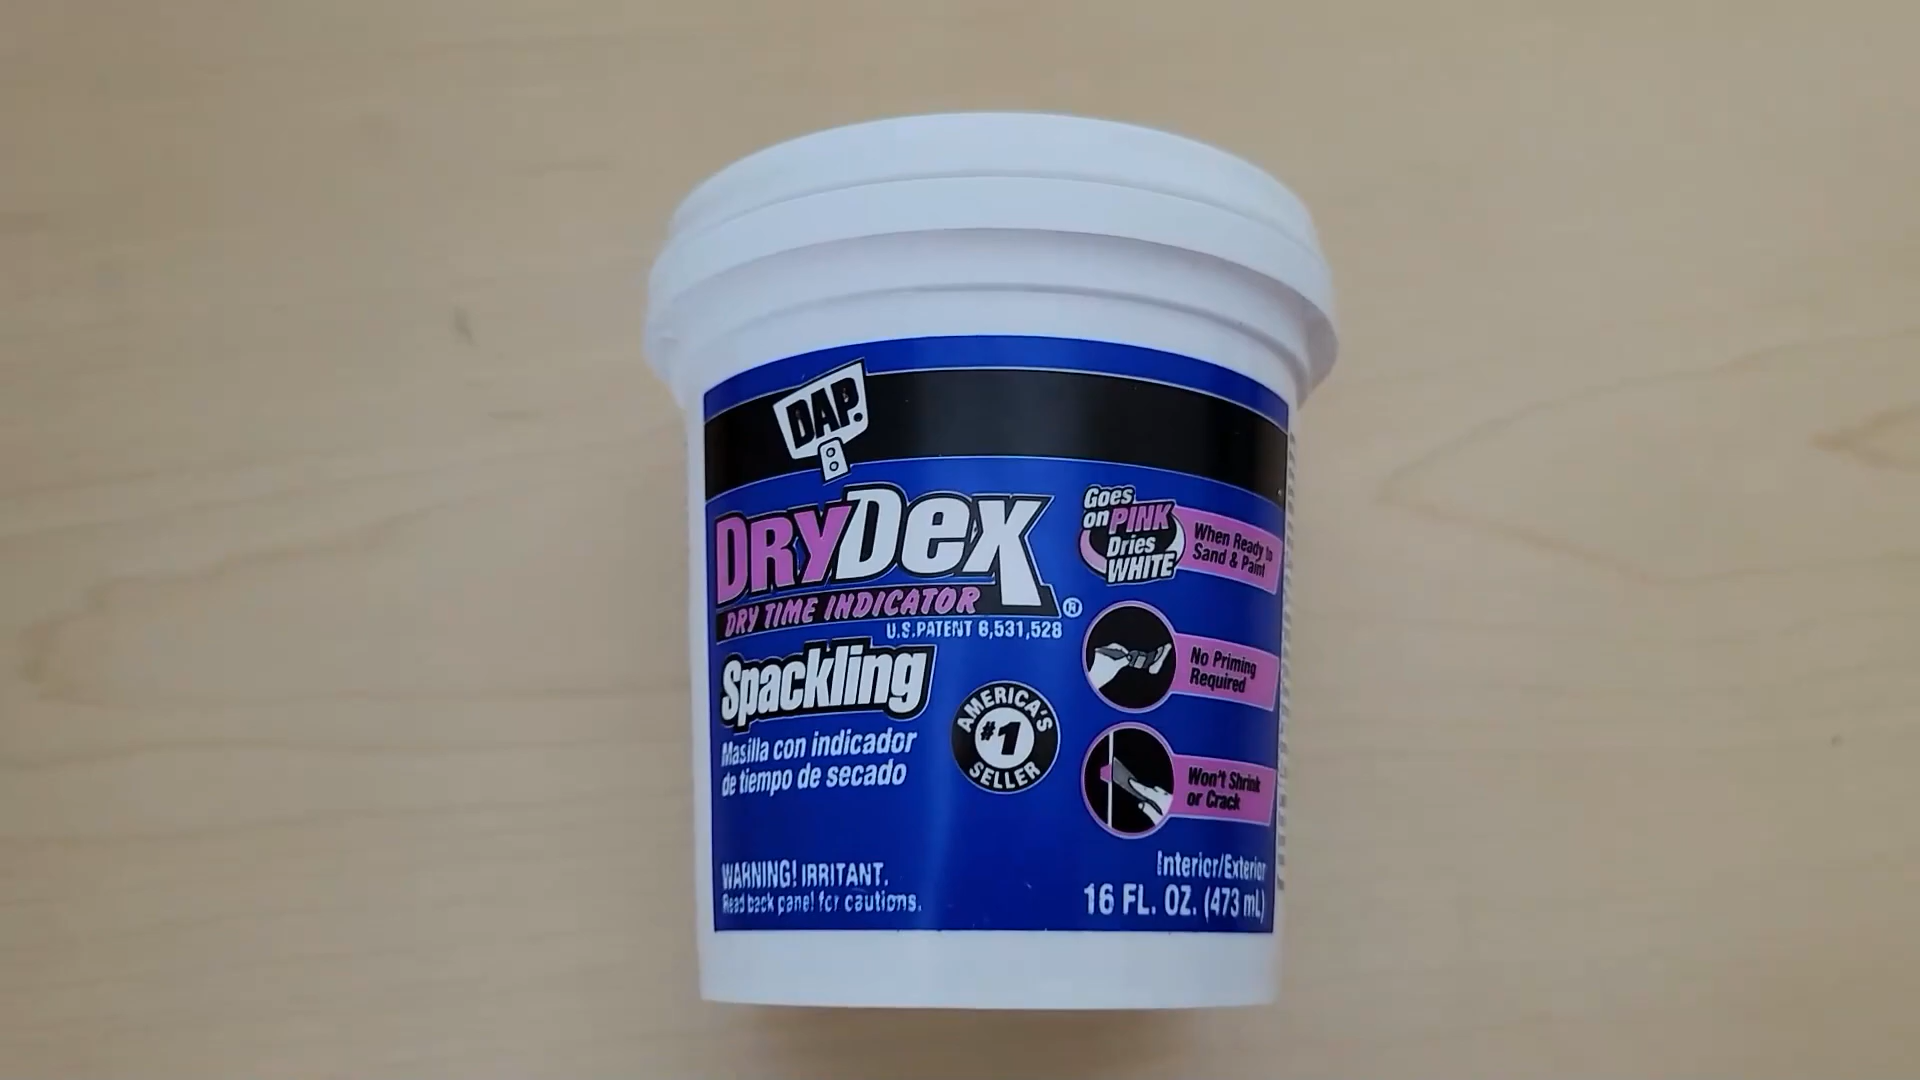 DAP.
DRYDex
DRY TIME INDICATOR ®
U.S.PATENT 6,531,528
Spackling
Masilla con indicador
de tiempo de secado
AMERICA'S
#1
SELLER
WARNING! IRRITANT.
Read back panel for cautions.
Goes
on PINK
Dries
WHITE
When Ready to
Sand & Paint
No Priming
Required
Won't Shrink
or Crack
Interior/Exterior
16 FL. OZ. (473 mL)